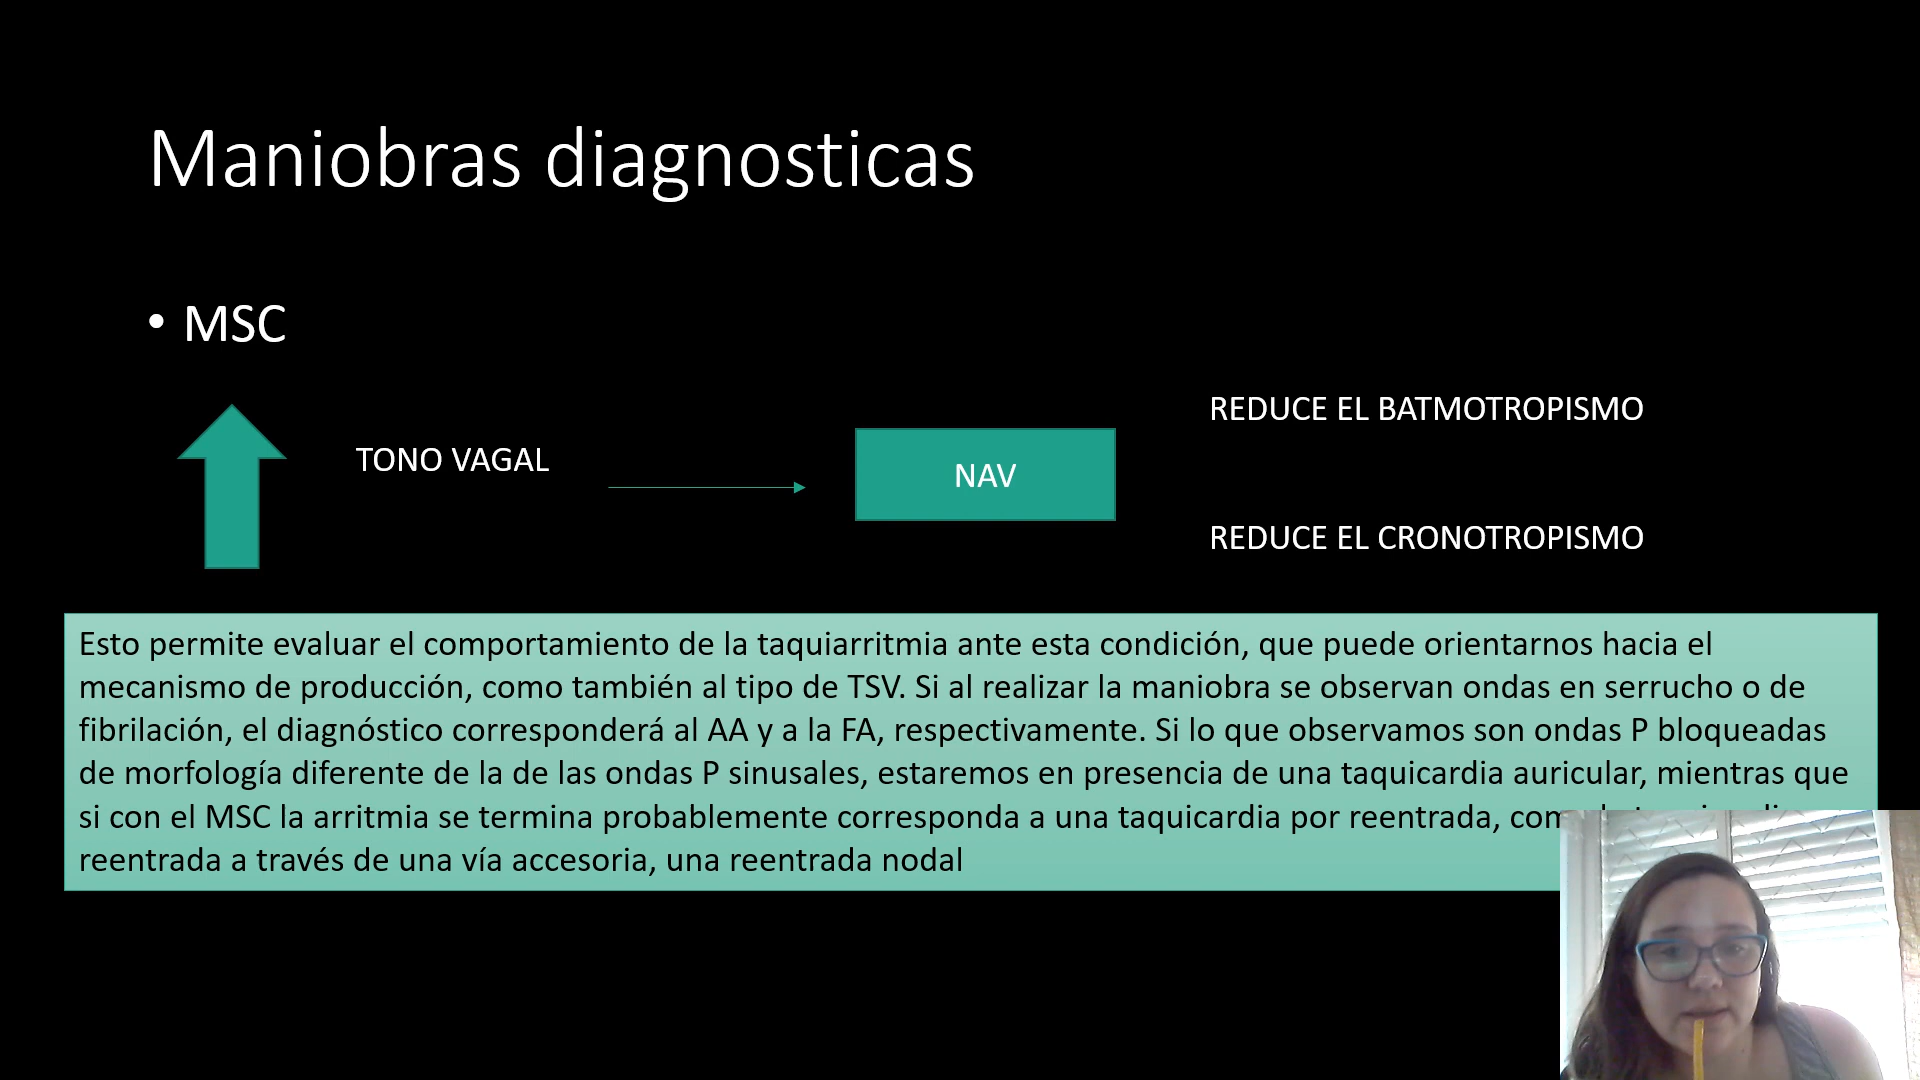 Maniobras diagnosticas
• MSC
TONO VAGAL
NAV
REDUCE EL BATMOTROPISMO
REDUCE EL CRONOTROPISMO
Esto permite evaluar el comportamiento de la taquiarritmia ante esta condición, que puede orientarnos hacia el
mecanismo de producción, como también al tipo de TSV. Si al realizar la maniobra se observan ondas en serrucho o de
fibrilación, el diagnóstico corresponderá al AA y a la FA, respectivamente. Si lo que observamos son ondas P bloqueadas
de morfología diferente de la de las ondas P sinusales, estaremos en presencia de una taquicardia auricular, mientras que
si con el MSC la arritmia se termina probablemente corresponda a una taquicardia por reentrada,
reentrada a través de una vía accesoria, una reentrada nodal